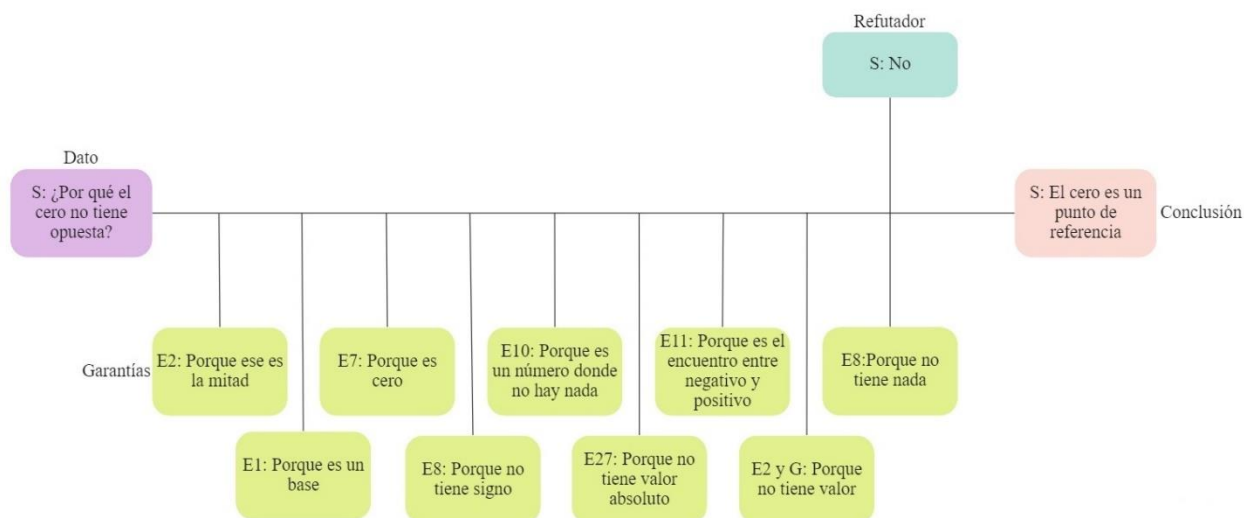 Refutador
S: No
Dato
S: ¿Por qué el
cero no tiene
opuesta?
S: El cero es un
punto de
referencia
Conclusión
Garantías
E2: Porque ese es
la mitad
E7: Porque es
cero
E10: Porque es
un número donde
no hay nada
E11: Porque es el
encuentro entre
negativo y
positivo
E8:Porque no
tiene nada
E1: Porque es un
base
E8: Porque no
tiene signo
E27: Porque no
tiene valor
absoluto
E2 y G: Porque
no tiene valor